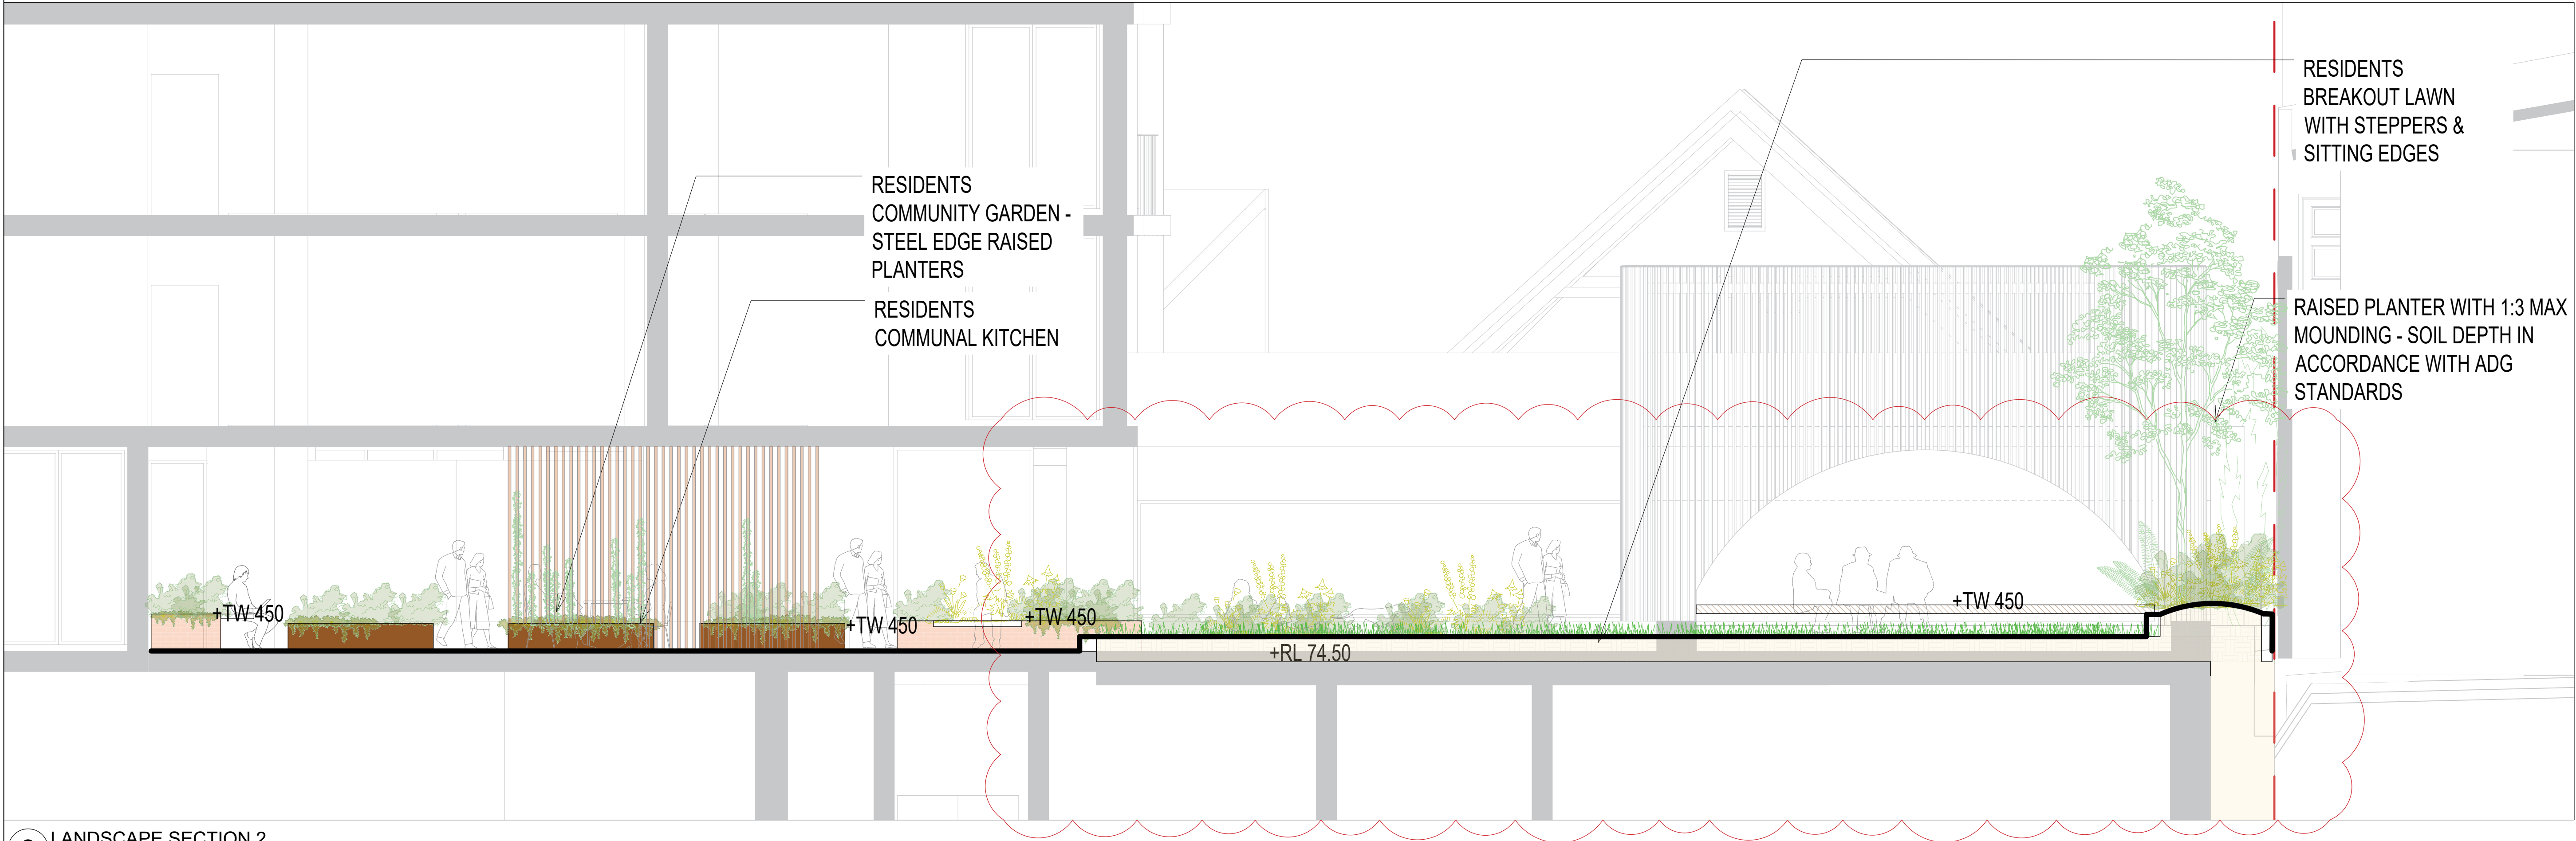 RESIDENTS
BREAKOUT LAWN
WITH STEPPERS &
SITTING EDGES
RESIDENTS
COMMUNITY GARDEN -
STEEL EDGE RAISED
PLANTERS
RESIDENTS
COMMUNAL KITCHEN
RAISED PLANTER WITH 1:3 MAX
MOUNDING - SOIL DEPTH IN
ACCORDANCE WITH ADG
STANDARDS
+TW 450
+TW 450
+TW 450
+TW 450
+RL 74.50
LANDSCAPE SECTION 2